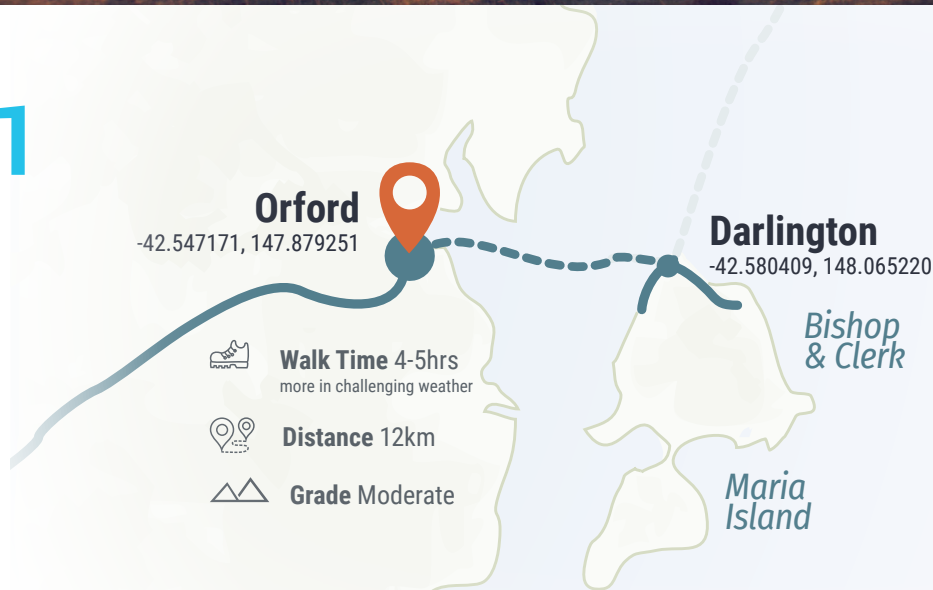 1
Orford
-42.547171, 147.879251
Darlington
-42.580409, 148.065220
Bishop
& Clerk
Walk Time 4-5hrs
more in challenging weather
Distance 12km
Grade Moderate
Maria
Island